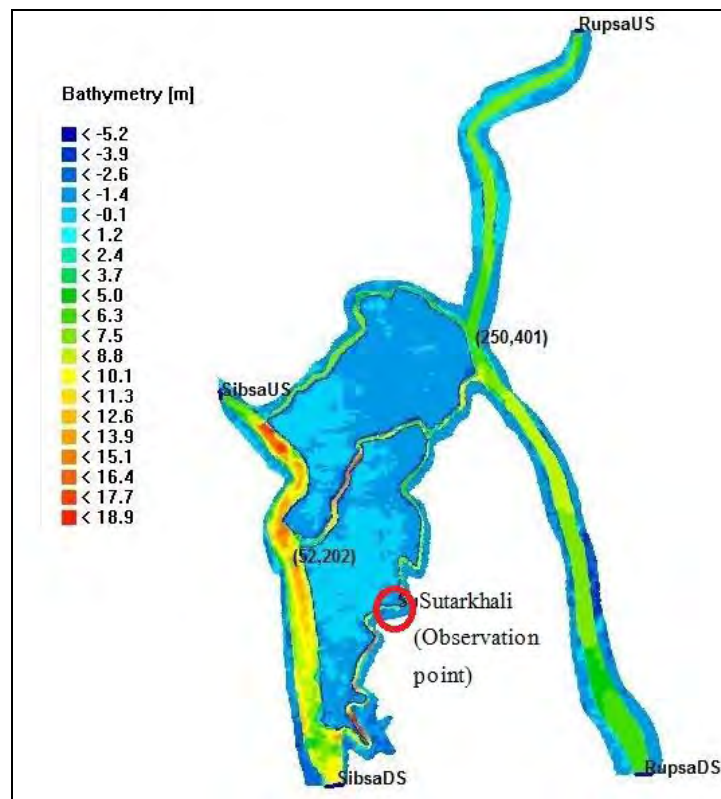 RupsaUS
Bathymetry [m]
< -5.2
< -3.9
< -2.6
< -1.4
< -0.1
< 1.2
< 2.4
< 3.7
< 5.0
< 6.3
< 7.5
< 8.8
< 10.1
< 11.3
< 12.6
< 13.9
< 15.1
< 16.4
< 17.7
< 18.9
(250,401)
SibsaUS
(52,202)
Sutarkhali
(Observation
point)
RupsaDS
SibsaDS